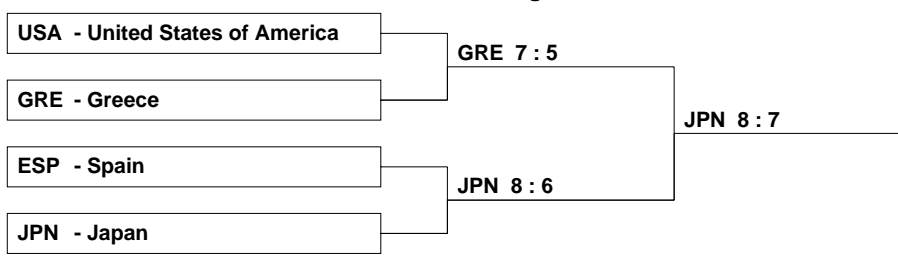 USA - United States of America
GRE 7 : 5
GRE - Greece
JPN 8 : 7
ESP - Spain
JPN 8 : 6
JPN - Japan